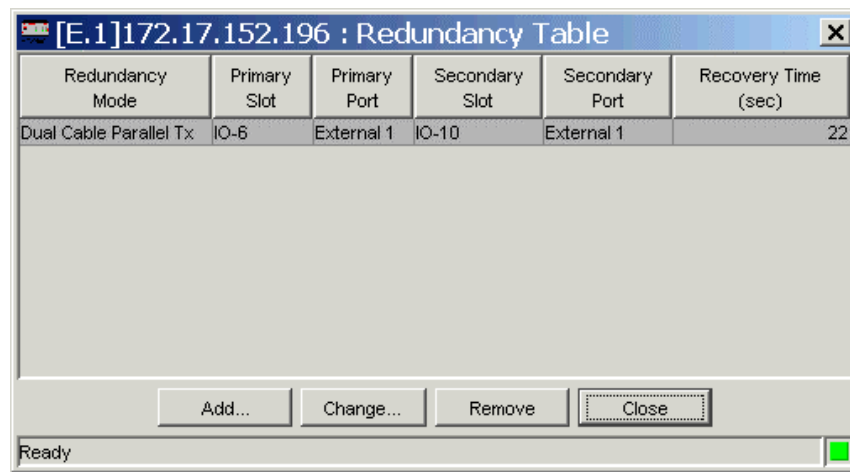 [E.1]172.17.152.196 : Redundancy Table
Redundancy Mode Primary Slot Primary Port Secondary Slot Secondary Port Recovery Time (sec)
Dual Cable Parallel Tx IO-6 External 1 IO-10 External 1 22
Add... Change... Remove Close
Ready